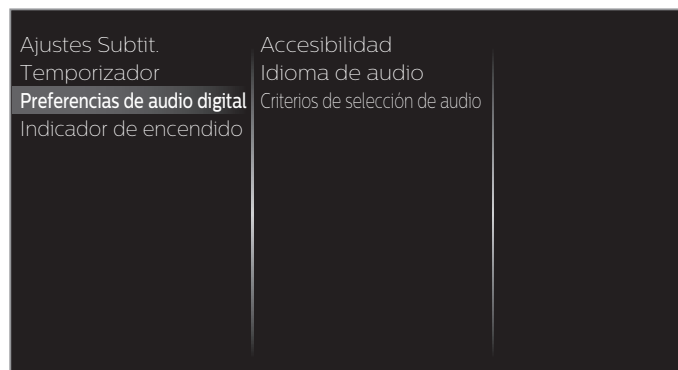 Ajustes Subtit.
Temporizador
Preferencias de audio digital
Indicador de encendido
Accesibilidad
Idioma de audio
Criterios de selección de audio